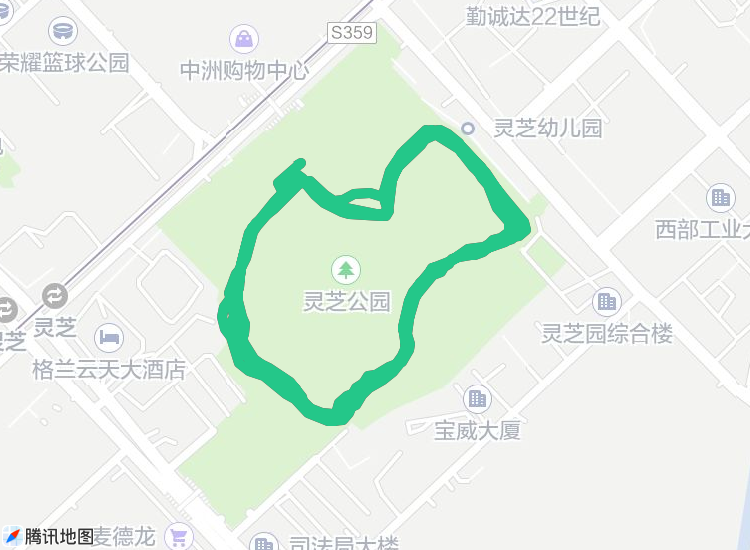 勤诚达22世纪
S359
荣耀篮球公园
中洲购物中心
灵芝幼儿园
西部工业大
灵芝公园
灵芝
灵芝园综合楼
格兰云天大酒店
宝威大厦
腾讯地图
麦德龙
司法局大楼